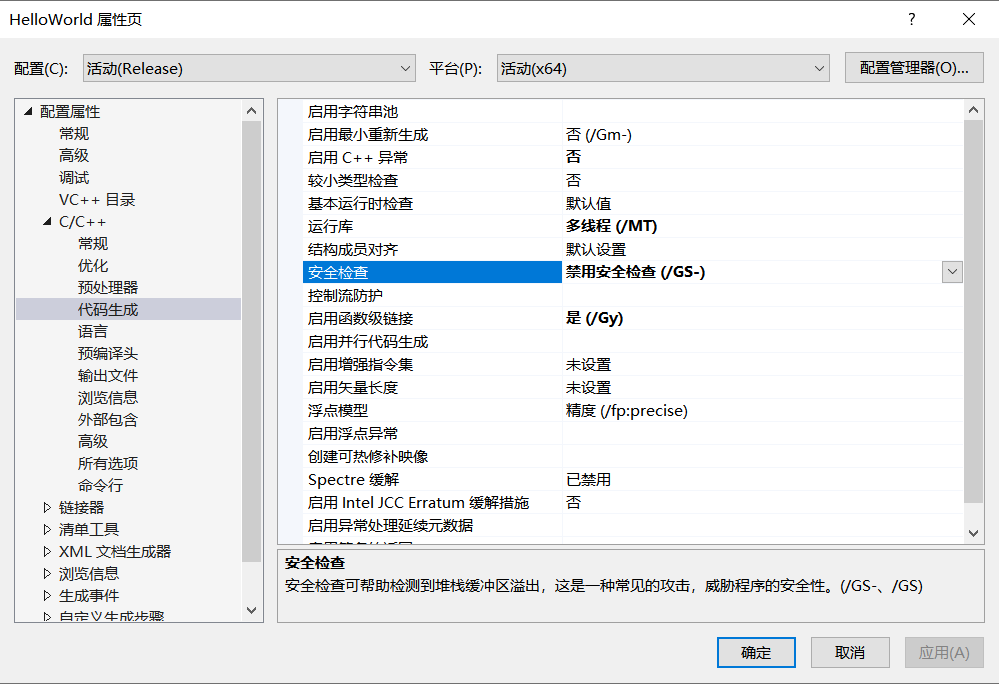 HelloWorld 属性页
配置(C): 活动(Release) 平台(P): 活动(x64) 配置管理器(O)...
配置属性
常规
高级
调试
VC++ 目录
C/C++
常规
优化
预处理器
代码生成
语言
预编译头
输出文件
浏览信息
外部包含
高级
所有选项
命令行
链接器
清单工具
XML 文档生成器
浏览信息
生成事件
自定义生成步骤
启用字符串池
启用最小重新生成 否 (/Gm-)
启用 C++ 异常 否
较小类型检查 否
基本运行时检查 默认值
运行库 多线程 (/MT)
结构成员对齐 默认设置
安全检查 禁用安全检查 (/GS-)
控制流防护
启用函数级链接 是 (/Gy)
启用并行代码生成
启用增强指令集 未设置
启用矢量长度 未设置
浮点模型 精度 (/fp:precise)
启用浮点异常
创建可热修补映像
Spectre 缓解 已禁用
启用 Intel JCC Erratum 缓解措施 否
启用异常处理延续元数据
安全检查
安全检查可帮助检测到堆栈缓冲区溢出，这是一种常见的攻击，威胁程序的安全性。(/GS-、/GS)
确定 取消 应用(A)